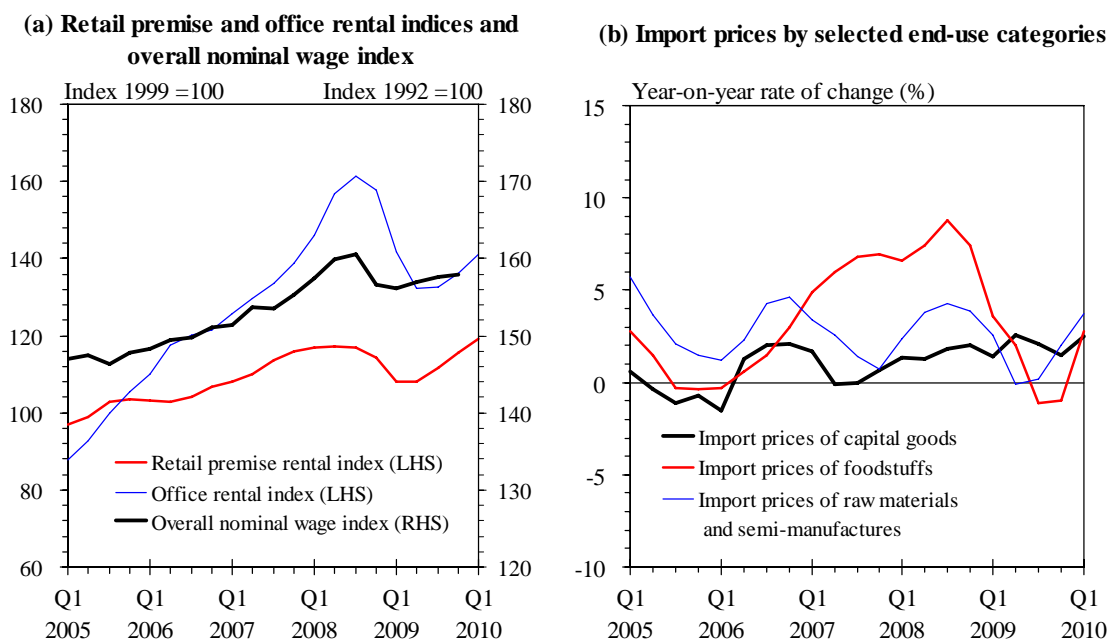 (a) Retail premise and office rental indices and
overall nominal wage index
Index 1999 =100
Index 1992 =100
180
160
140
120
100
80
60
180
170
160
150
140
130
120
Retail premise rental index (LHS)
Office rental index (LHS)
Overall nominal wage index (RHS)
Q1 Q1 Q1 Q1 Q1 Q1
2005 2006 2007 2008 2009 2010
(b) Import prices by selected end-use categories
Year-on-year rate of change (%)
15
10
5
0
-5
-10
Import prices of capital goods
Import prices of foodstuffs
Import prices of raw materials
and semi-manufactures
Q1 Q1 Q1 Q1 Q1 Q1
2005 2006 2007 2008 2009 2010